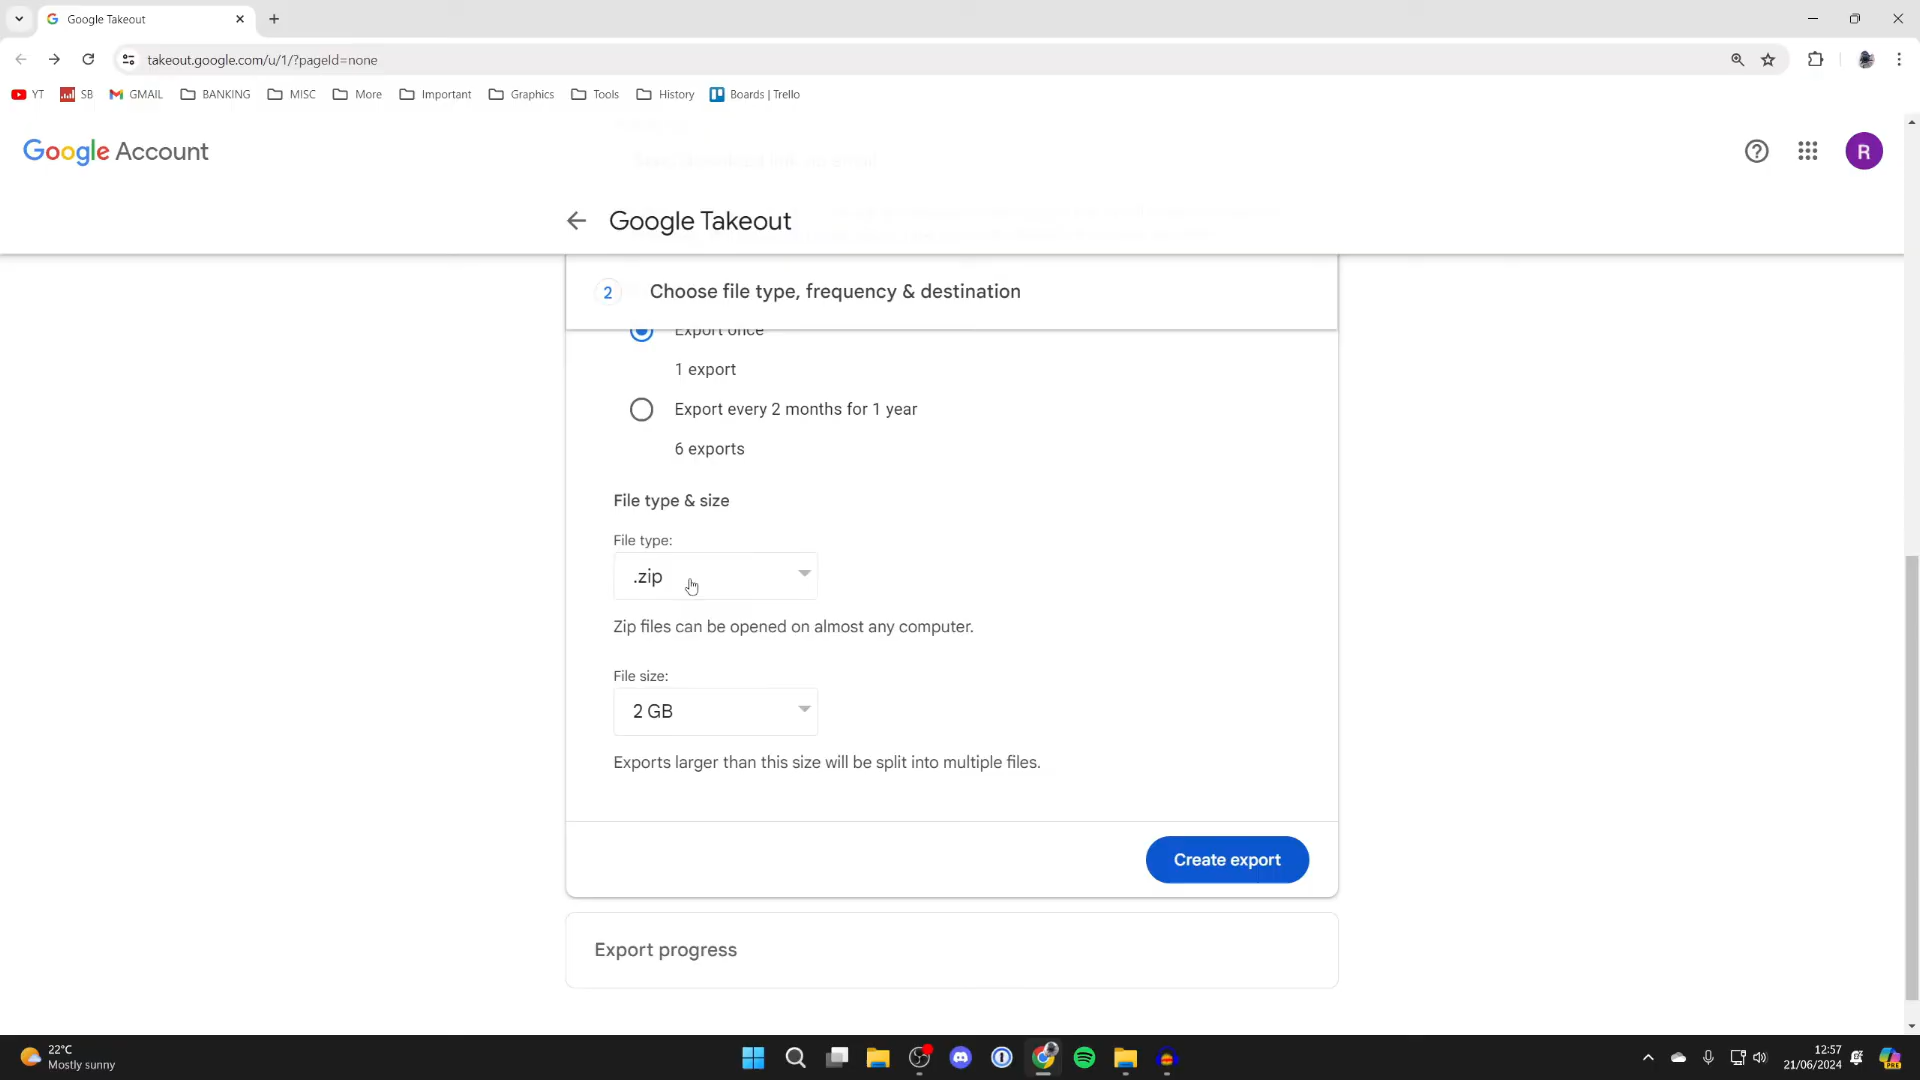 Google Takeout
takeout.google.com/u/1/?pageId=none
YT SB GMAIL BANKING MISC More Important Graphics Tools History Boards | Trello
Google Account
R
Google Takeout
2 Choose file type, frequency & destination
Export once
1 export
Export every 2 months for 1 year
6 exports
File type & size
File type:
.zip
Zip files can be opened on almost any computer.
File size:
2 GB
Exports larger than this size will be split into multiple files.
Create export
Export progress
22°C
Mostly sunny
12:57
21/06/2024
PRE